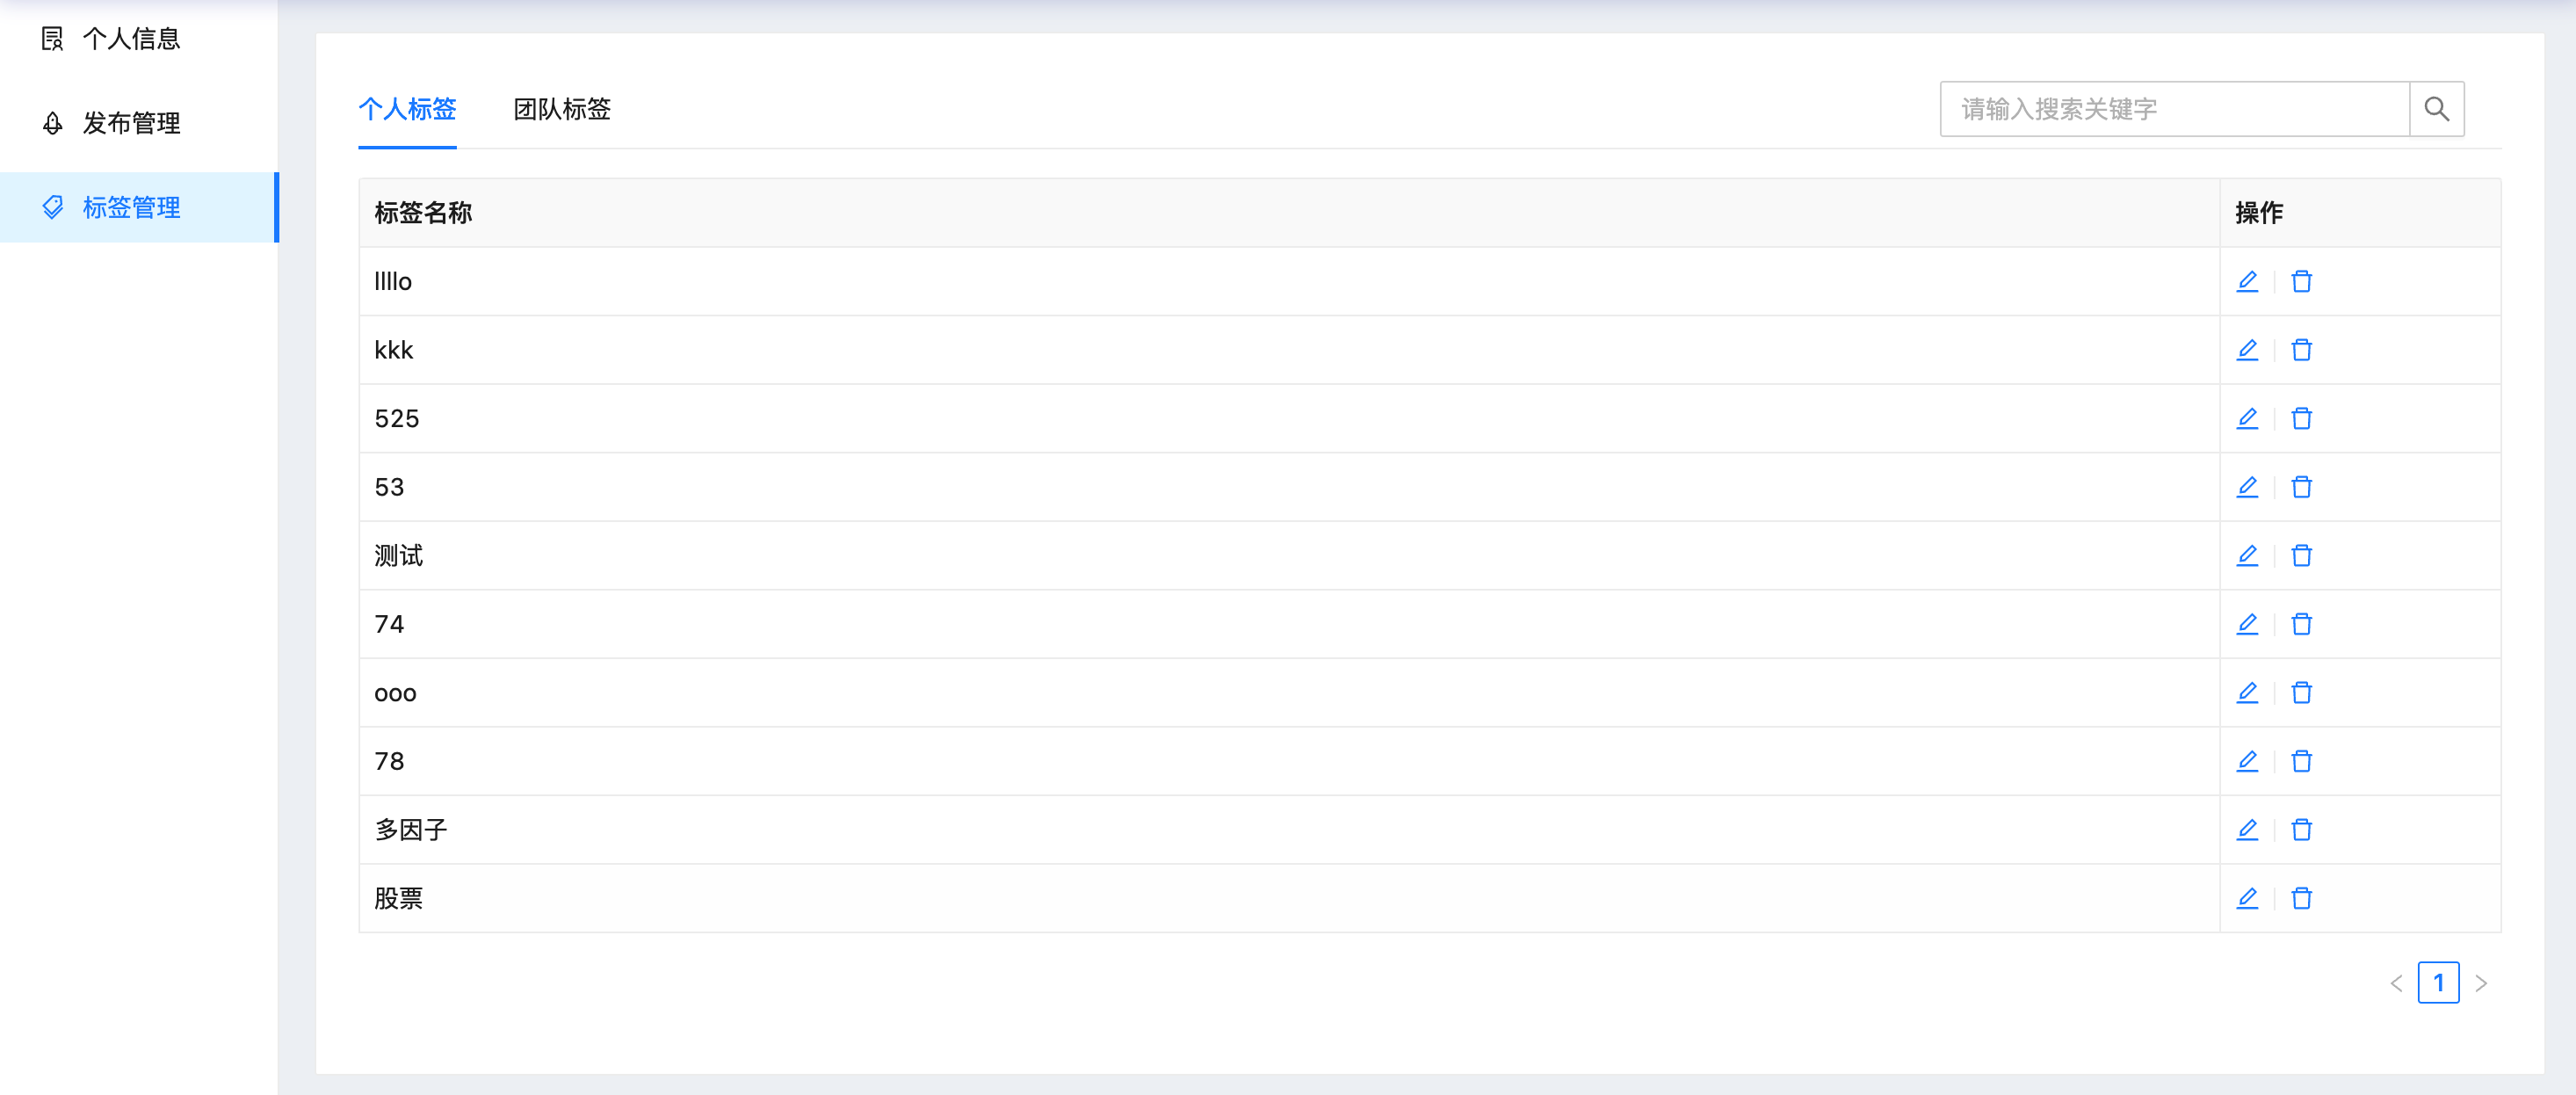 个人信息
发布管理
标签管理
个人标签 团队标签 请输入搜索关键字
标签名称 操作
llllo
kkk
525
53
测试
74
ooo
78
多因子
股票
1